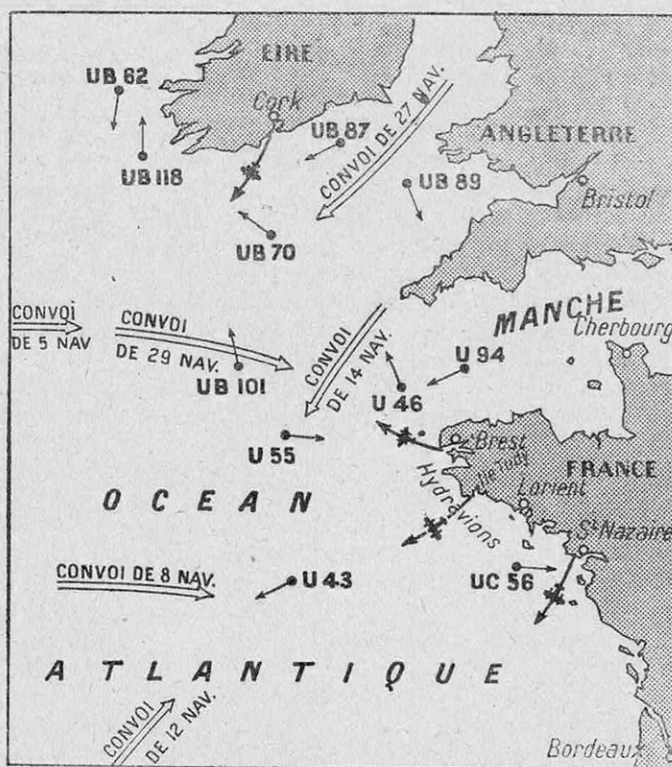 EIRE
UB 62
Cork
UB 87
CONVOI DE 27 NAV.
ANGLETERRE
UB 118
UB 89
Bristol
UB 70
MANCHE
CONVOI
DE 5 NAV
CONVOI
DE 29 NAV.
CONVOI
DE 14 NAV.
Cherbourg
UB 101
U 94
U 46
U 55
Brest
Ile Tudy
FRANCE
Hydravions
Lorient
OCEAN
St Nazaire
CONVOI DE 8 NAV.
U 43
UC 56
ATLANTIQUE
CONVOI
DE 12 NAV.
Bordeaux